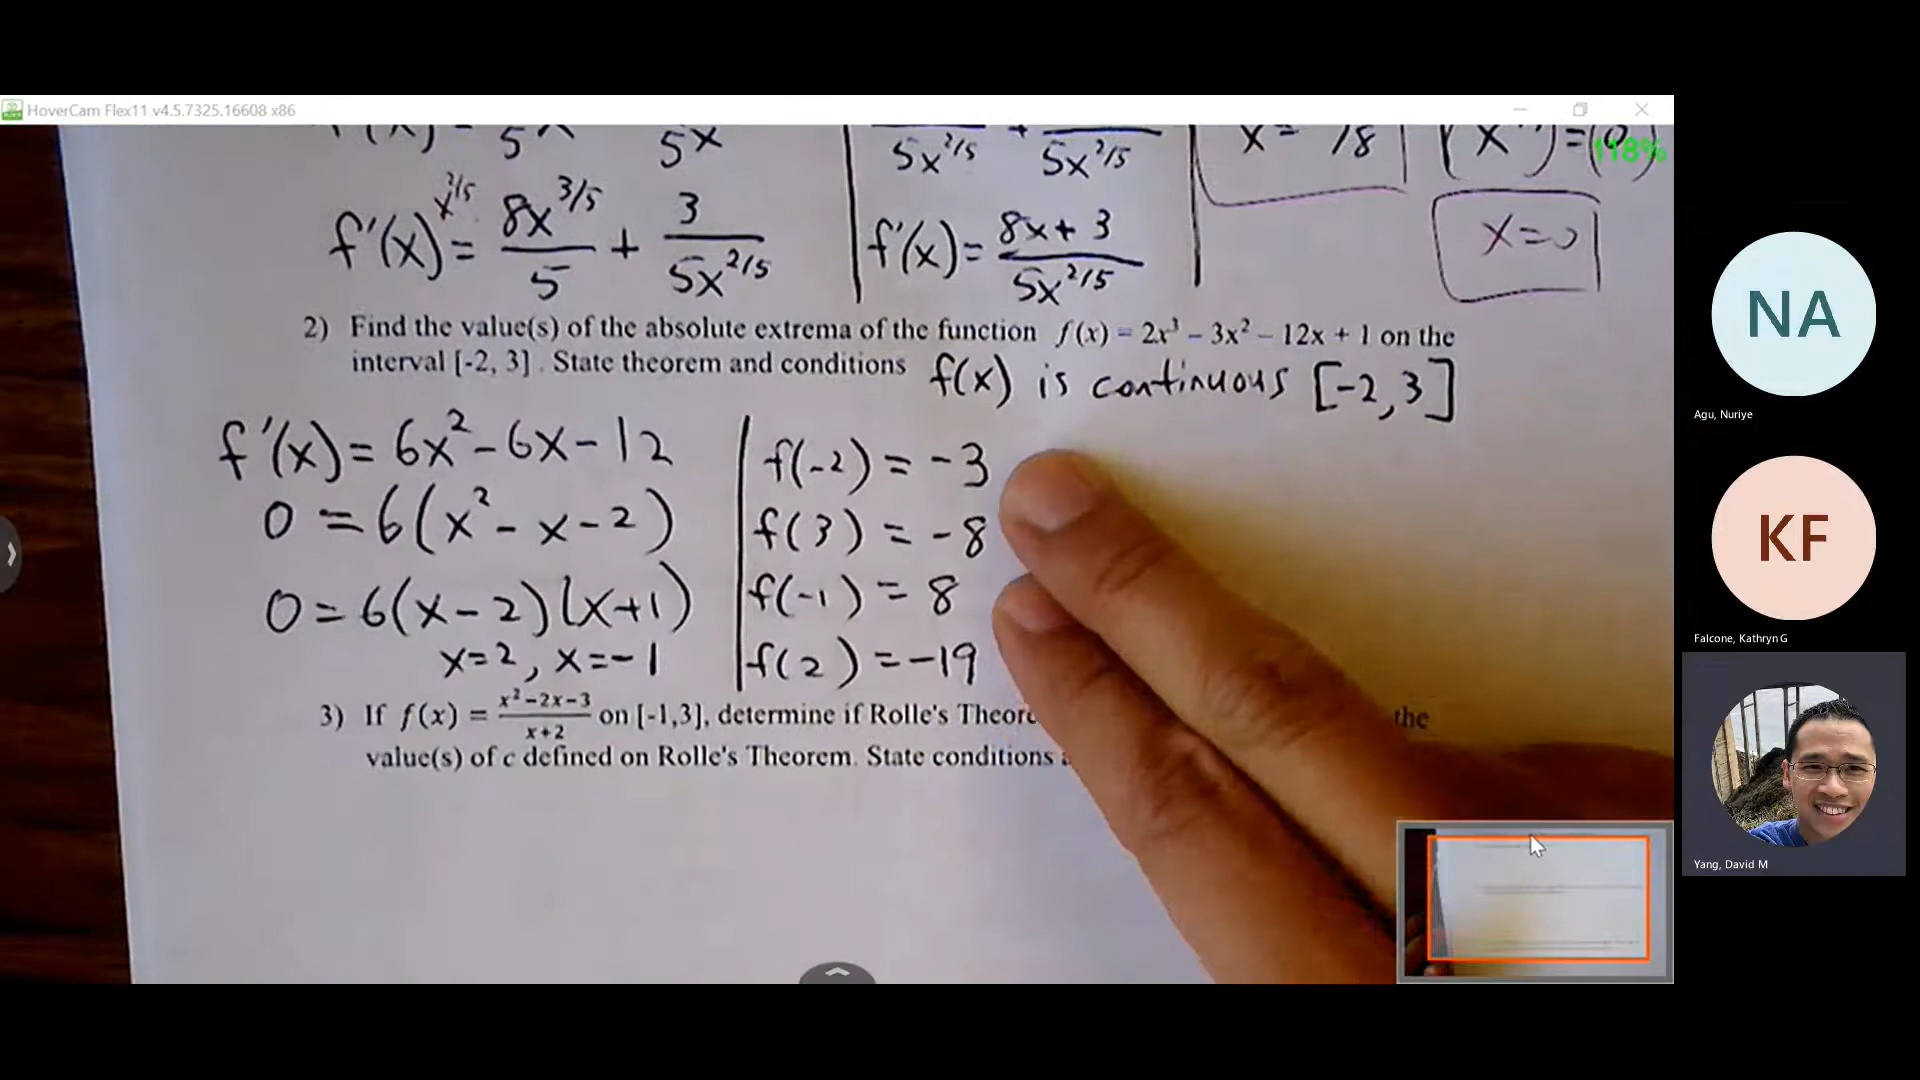 HoverCam Flex11 v4.5.7325.16608 x86
118%
5x^{2/5} 5x^{2/5}
x^{2/5}
f'(x) = 8x^{3/5}/5 + 3/5x^{2/5}
f'(x) = 8x + 3/5x^{2/5}
x=0
2) Find the value(s) of the absolute extrema of the function f(x) = 2x³ – 3x² – 12x + 1 on the
interval [-2, 3] . State theorem and conditions
f(x) is continuous [-2, 3]
f'(x) = 6x² - 6x - 12
0 = 6(x² - x - 2)
0 = 6(x - 2)(x + 1)
x=2, x=-1
f(-2) = -3
f(3) = -8
f(-1) = 8
f(2) = -19
3) If f(x) = x²-2x-3/x+2 on [-1,3], determine if Rolle's the
value(s) of c defined on Rolle's Theorem. State conditions
NA
Agu, Nuriye
KF
Falcone, Kathryn G
Yang, David M